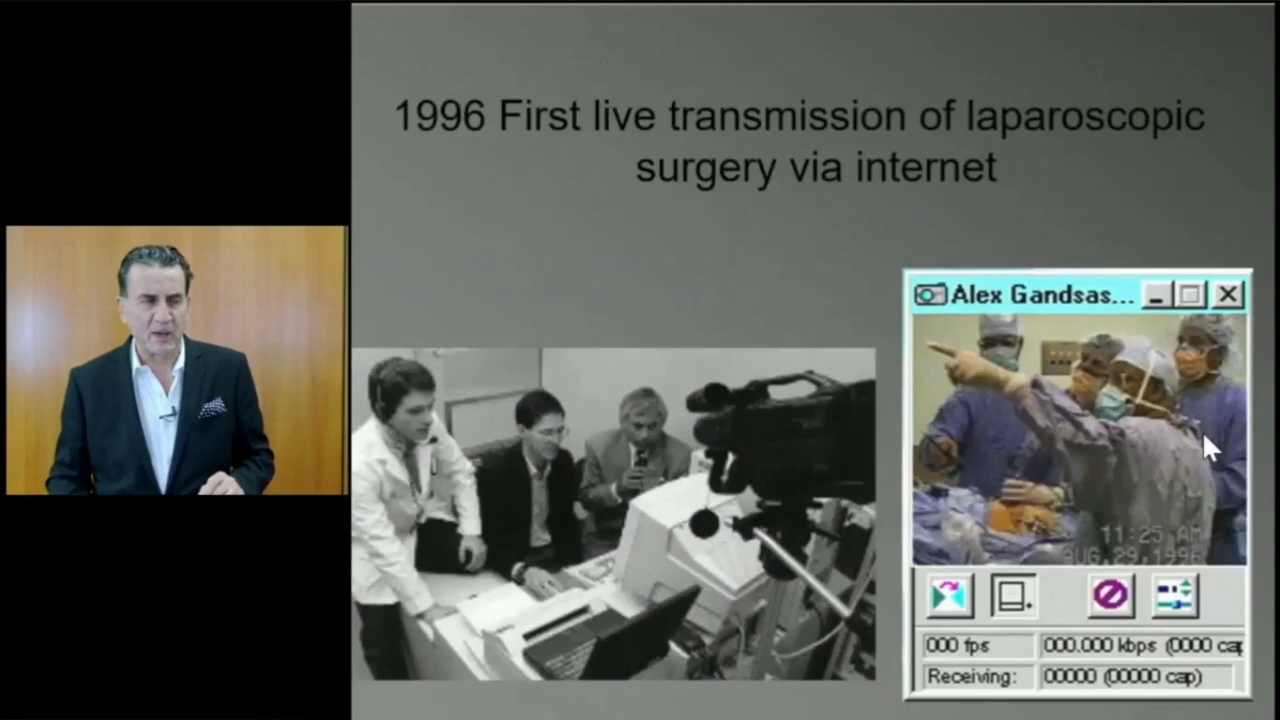 1996 First live transmission of laparoscopic
surgery via internet
Alex Gandsas...
11:25 AM
AUG.29,1996
000 fps
000.000 kbps (0000 cap
Receiving:
00000 (00000 cap)